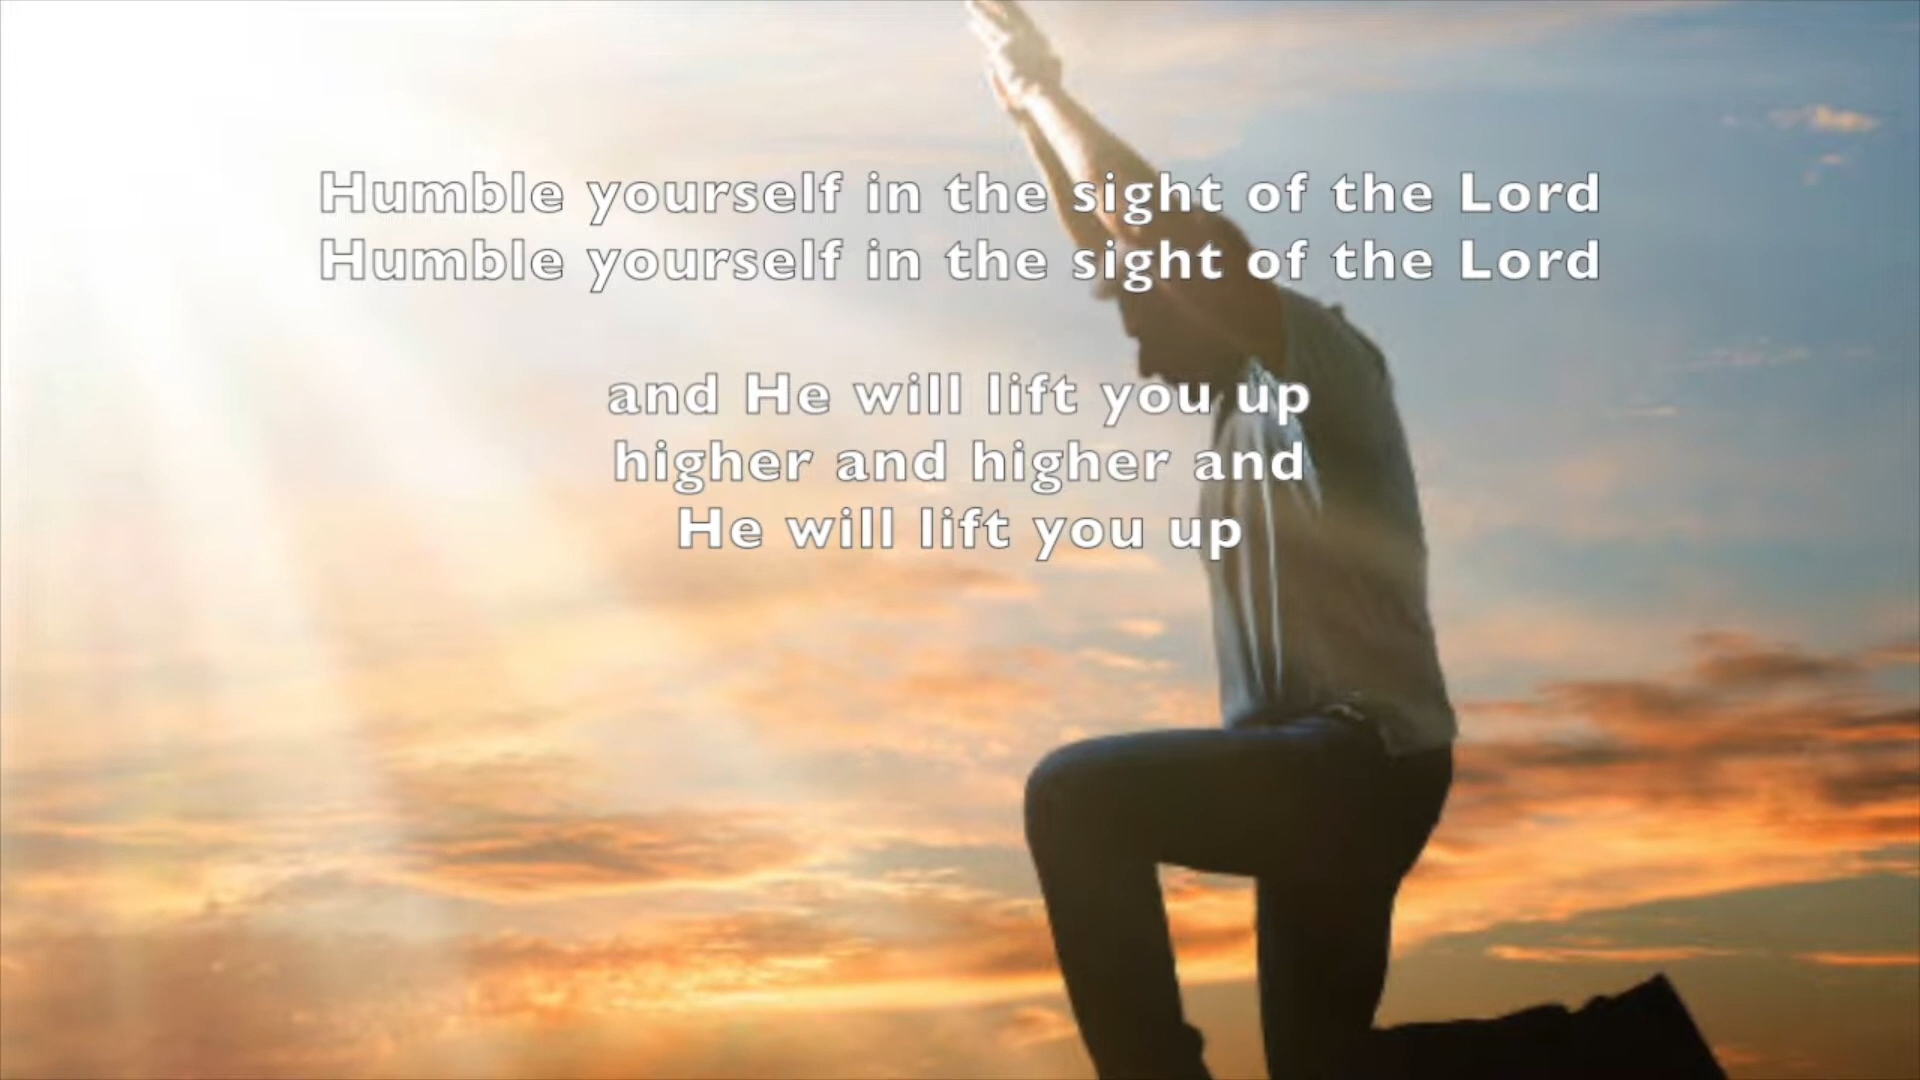 Humble yourself in the sight of the Lord
Humble yourself in the sight of the Lord
and He will lift you up
higher and higher and
He will lift you up